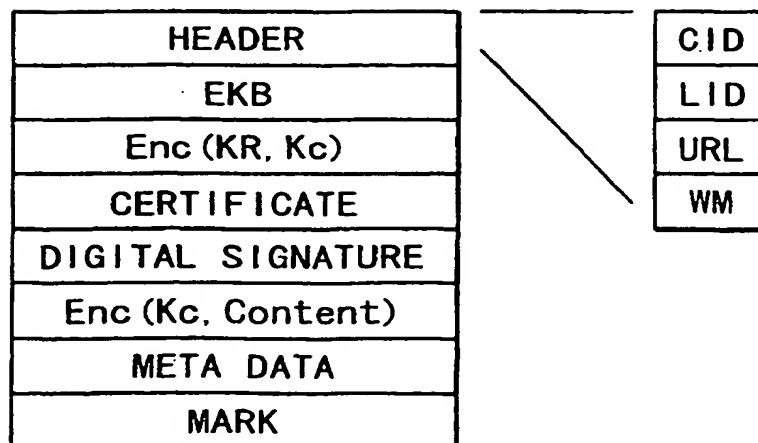 HEADER
EKB
Enc (KR, Kc)
CERTIFICATE
DIGITAL SIGNATURE
Enc (Kc, Content)
META DATA
MARK
CID
LID
URL
WM